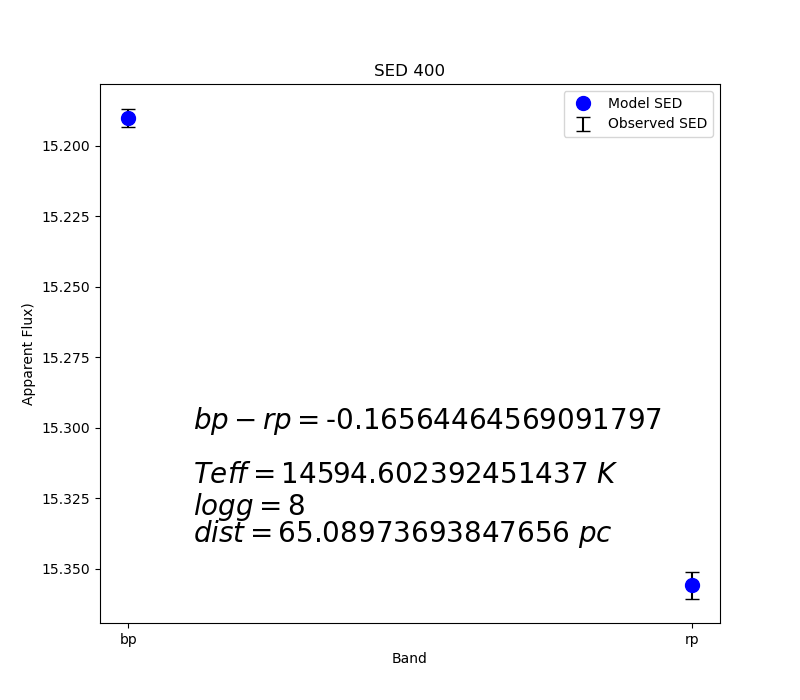 SED 400
Model SED
Observed SED
Apparent Flux)
15.200
15.225
15.250
15.275
15.300
15.325
15.350
bp − rp = -0.16564464569091797
Teff = 14594.602392451437 K
logg = 8
dist = 65.08973693847656 pc
bp
rp
Band